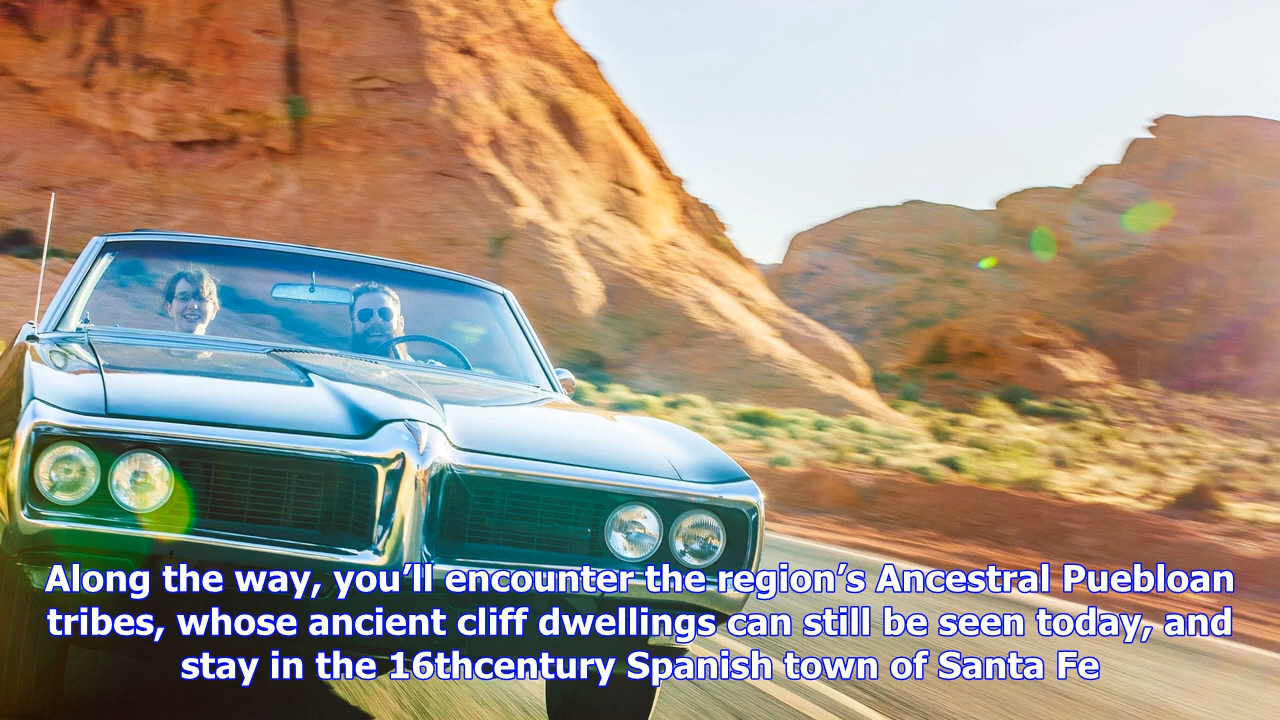 Along the way, you’ll encounter the region’s Ancestral Puebloan
tribes, whose ancient cliff dwellings can still be seen today, and
stay in the 16thcentury Spanish town of Santa Fe